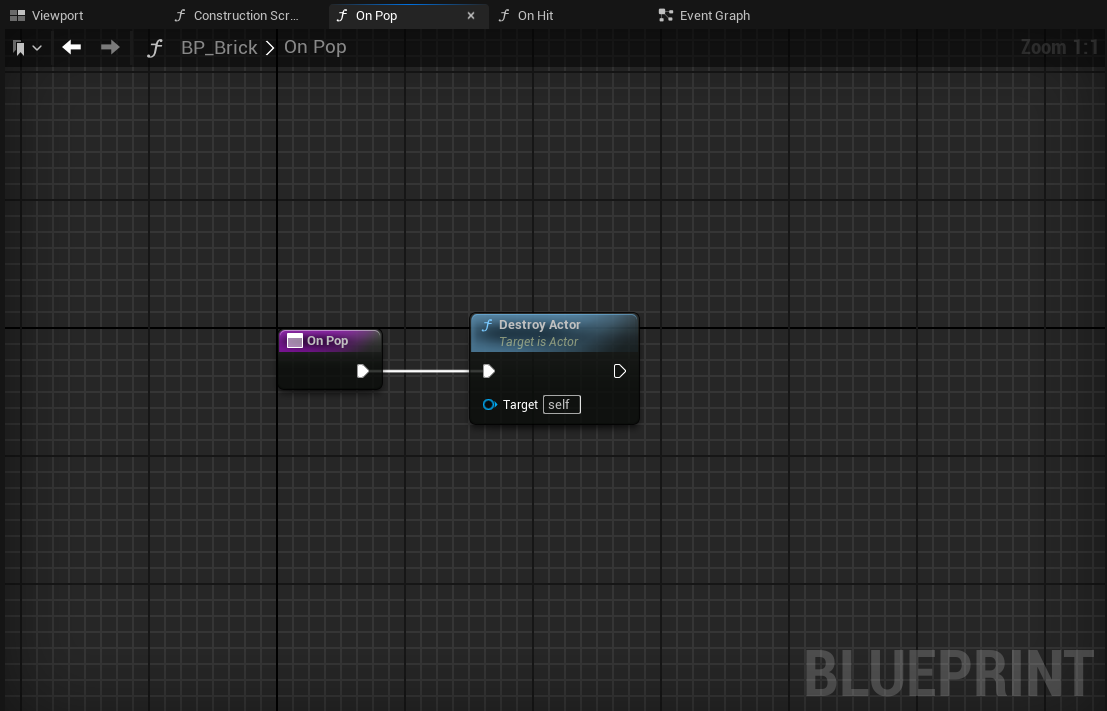 Viewport
Construction Scr...
On Pop
On Hit
Event Graph
BP_Brick > On Pop
Zoom 1:1
On Pop
Destroy Actor
Target is Actor
Target self
BLUEPRINT